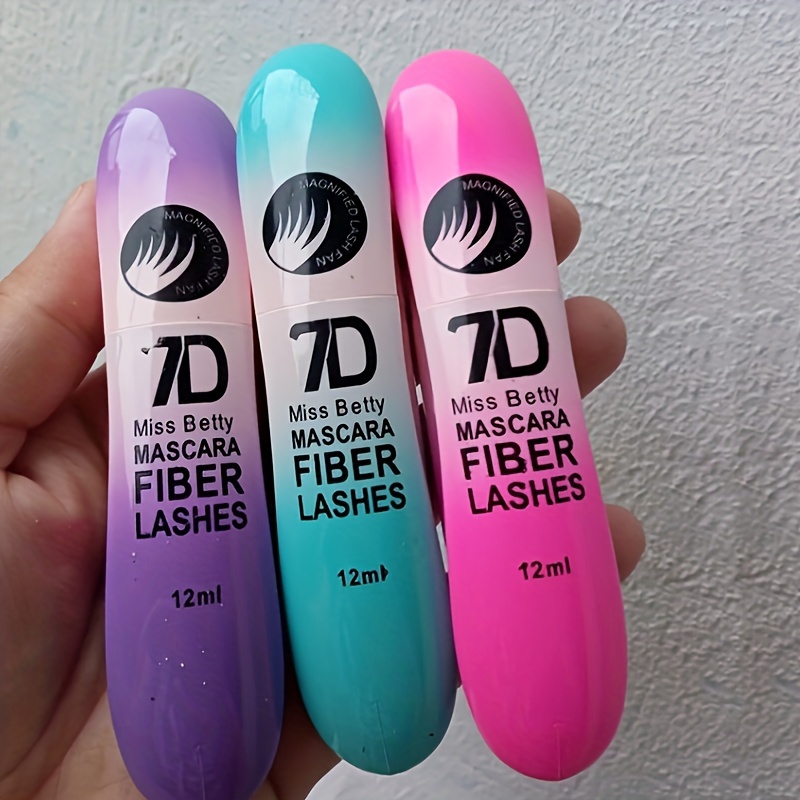 MAGNIFIED LASH FAN
7D
Miss Betty
MASCARA
FIBER
LASHES
12ml
MAGNIFIED LASH FAN
7D
Miss Betty
MASCARA
FIBER
LASHES
12ml
MAGNIFIED LASH FAN
7D
Miss Betty
MASCARA
FIBER
LASHES
12ml